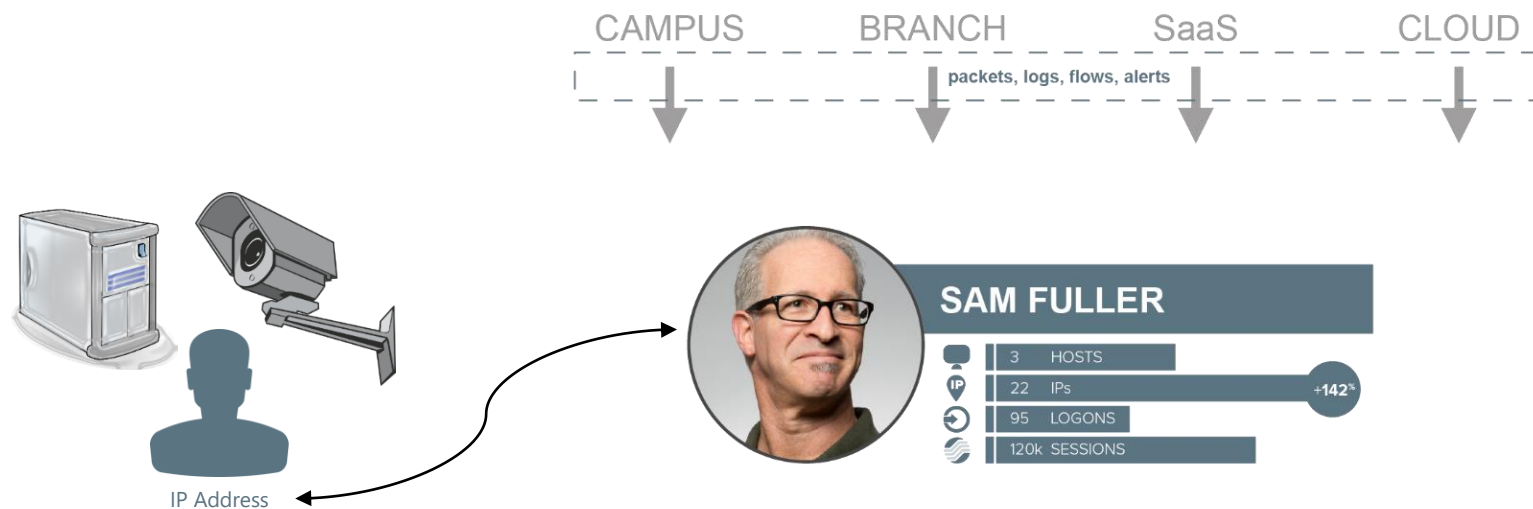 CAMPUS BRANCH SaaS CLOUD
packets, logs, flows, alerts
SAM FULLER
3 HOSTS
IP 22 IPs +142%
95 LOGONS
120k SESSIONS
IP Address